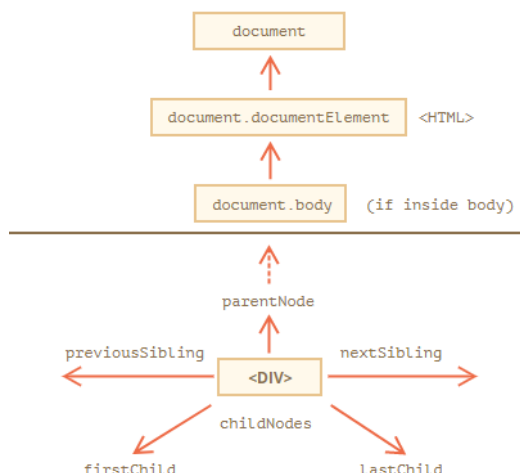 document
document.documentElement <HTML>
document.body (if inside body)
parentNode
previousSibling nextSibling
<DIV>
childNodes
firstChild lastChild